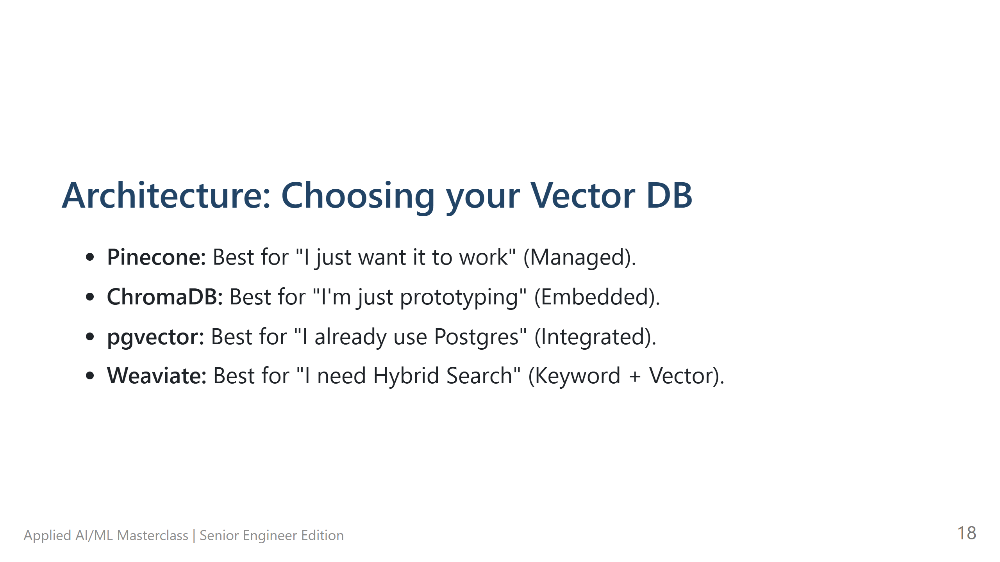 Architecture: Choosing your Vector DB
• Pinecone: Best for "I just want it to work" (Managed).
• ChromaDB: Best for "I'm just prototyping" (Embedded).
• pgvector: Best for "I already use Postgres" (Integrated).
• Weaviate: Best for "I need Hybrid Search" (Keyword + Vector).
Applied AI/ML Masterclass | Senior Engineer Edition
18